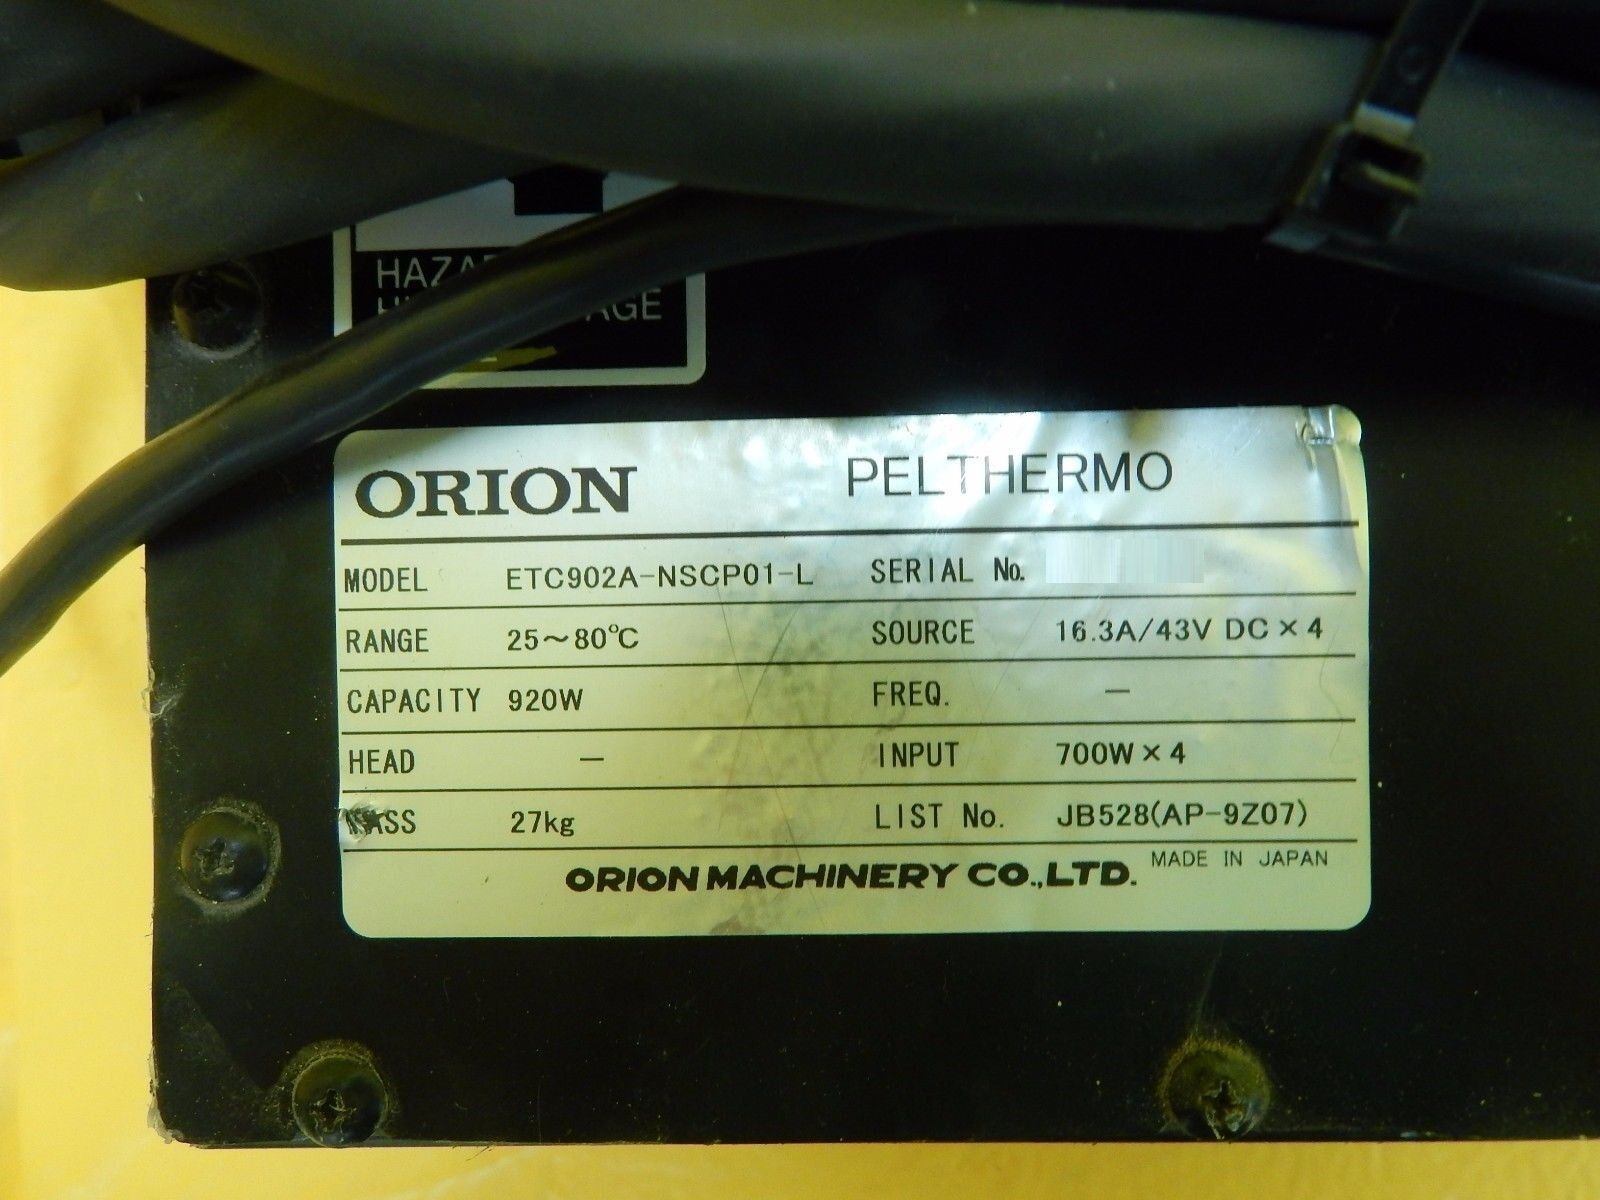 ORION PELTHERMO
MODEL ETC902A-NSCP01-L SERIAL No.
RANGE 25~80℃ SOURCE 16.3A/43V DC×4
CAPACITY 920W FREQ. —
HEAD — INPUT 700W×4
MASS 27kg LIST No. JB528(AP-9Z07)
ORION MACHINERY CO.,LTD. MADE IN JAPAN